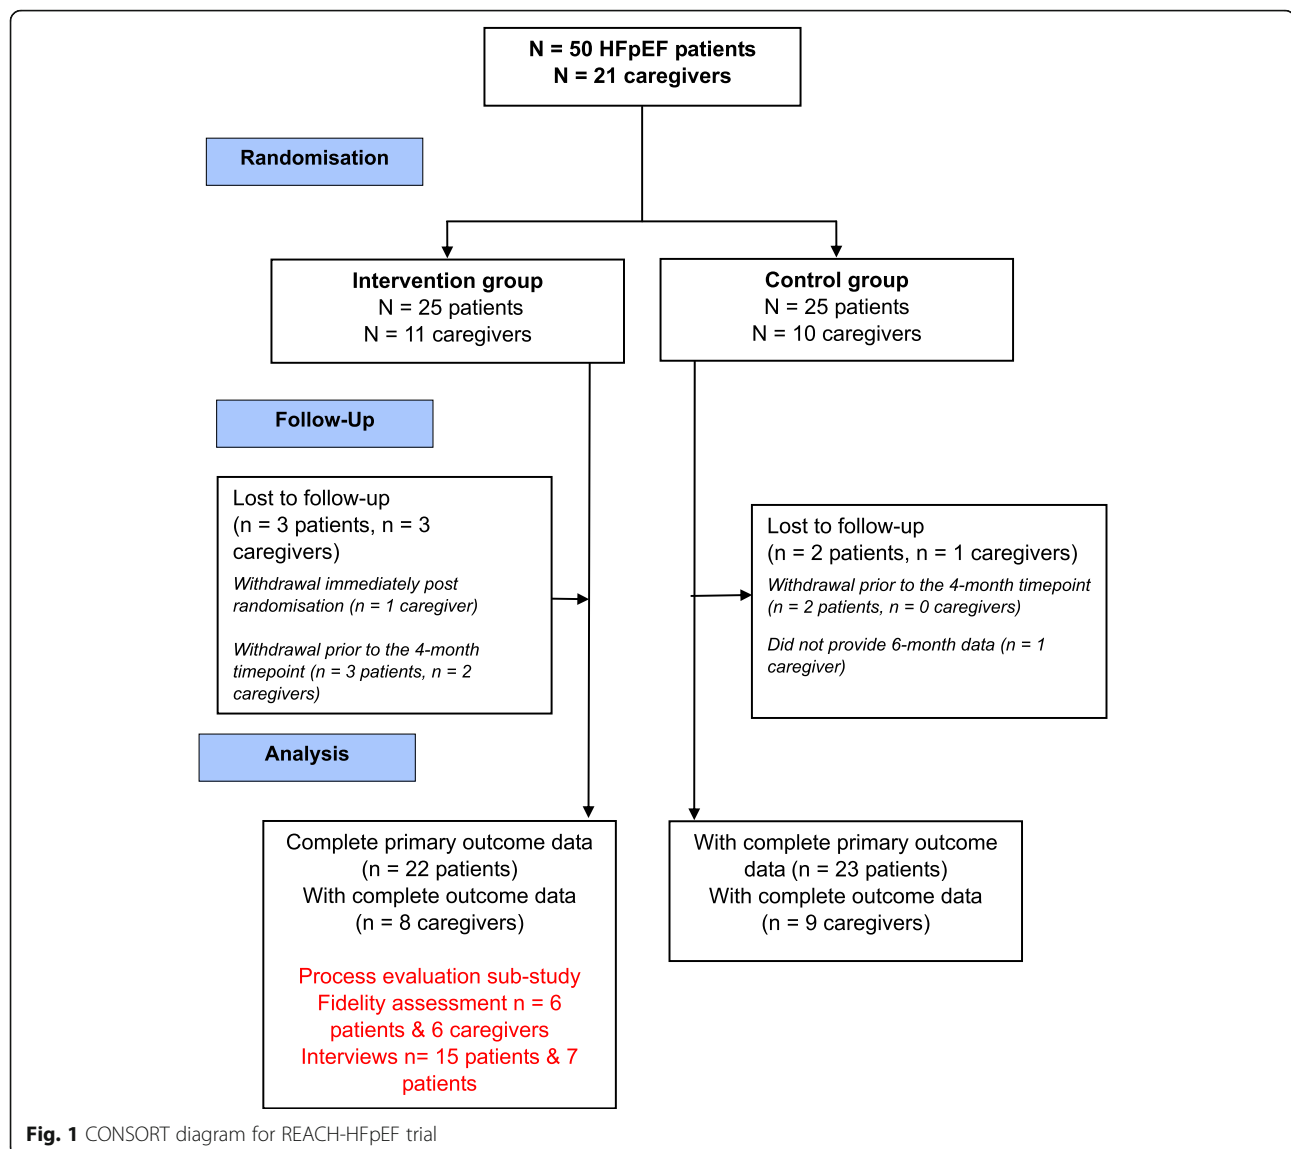 N = 50 HFpEF patients
N = 21 caregivers
Randomisation
Intervention group
N = 25 patients
N = 11 caregivers
Control group
N = 25 patients
N = 10 caregivers
Follow-Up
Lost to follow-up
(n = 3 patients, n = 3
caregivers)
Withdrawal immediately post
randomisation (n = 1 caregiver)
Withdrawal prior to the 4-month
timepoint (n = 3 patients, n = 2
caregivers)
Lost to follow-up
(n = 2 patients, n = 1 caregivers)
Withdrawal prior to the 4-month timepoint
(n = 2 patients, n = 0 caregivers)
Did not provide 6-month data (n = 1
caregiver)
Analysis
Complete primary outcome data
(n = 22 patients)
With complete outcome data
(n = 8 caregivers)
Process evaluation sub-study
Fidelity assessment n = 6
patients & 6 caregivers
Interviews n= 15 patients & 7
patients
With complete primary outcome
data (n = 23 patients)
With complete outcome data
(n = 9 caregivers)
Fig. 1 CONSORT diagram for REACH-HFpEF trial